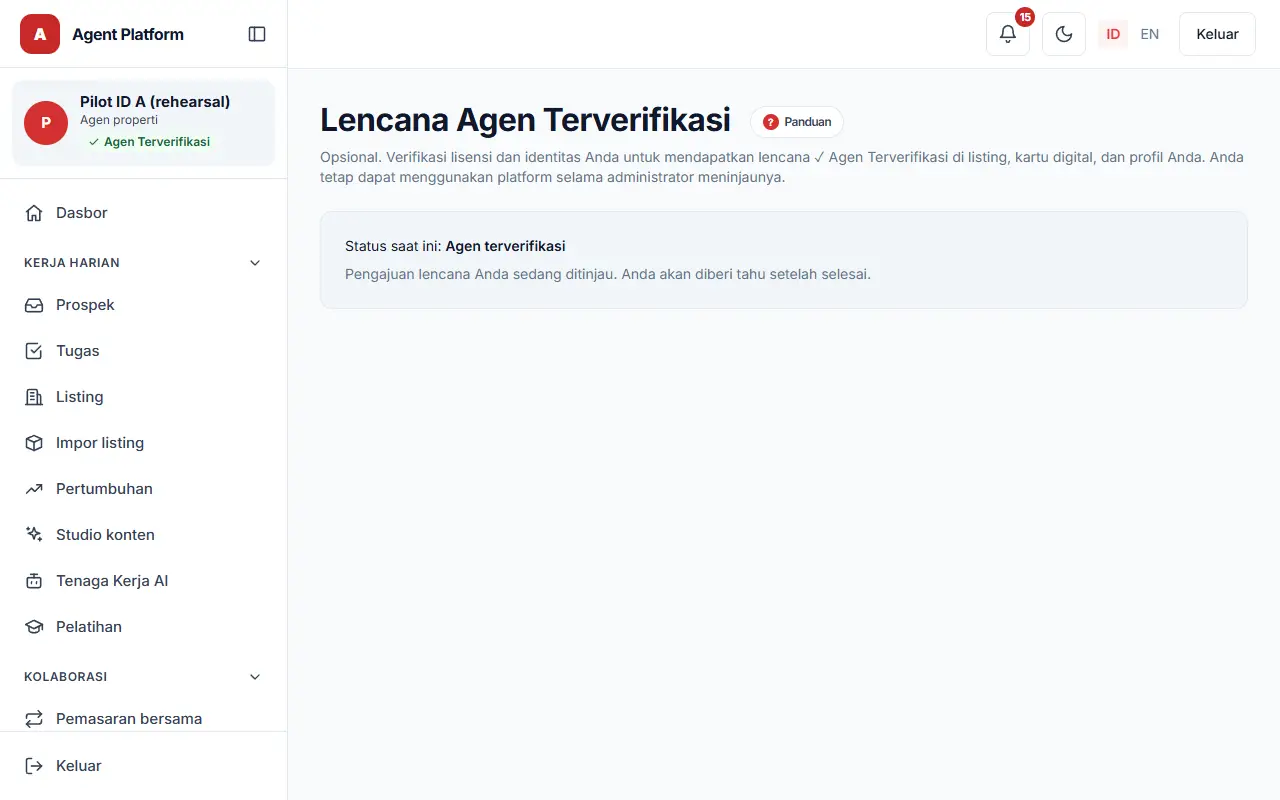 A
Agent Platform
P
Pilot ID A (rehearsal)
Agen properti
✓ Agen Terverifikasi
Dasbor
KERJA HARIAN
Prospek
Tugas
Listing
Impor listing
Pertumbuhan
Studio konten
Tenaga Kerja AI
Pelatihan
KOLABORASI
Pemasaran bersama
Keluar
15
ID
EN
Keluar
Lencana Agen Terverifikasi
? Panduan
Opsional. Verifikasi lisensi dan identitas Anda untuk mendapatkan lencana ✓ Agen Terverifikasi di listing, kartu digital, dan profil Anda. Anda
tetap dapat menggunakan platform selama administrator meninjaunya.
Status saat ini: Agen terverifikasi
Pengajuan lencana Anda sedang ditinjau. Anda akan diberi tahu setelah selesai.